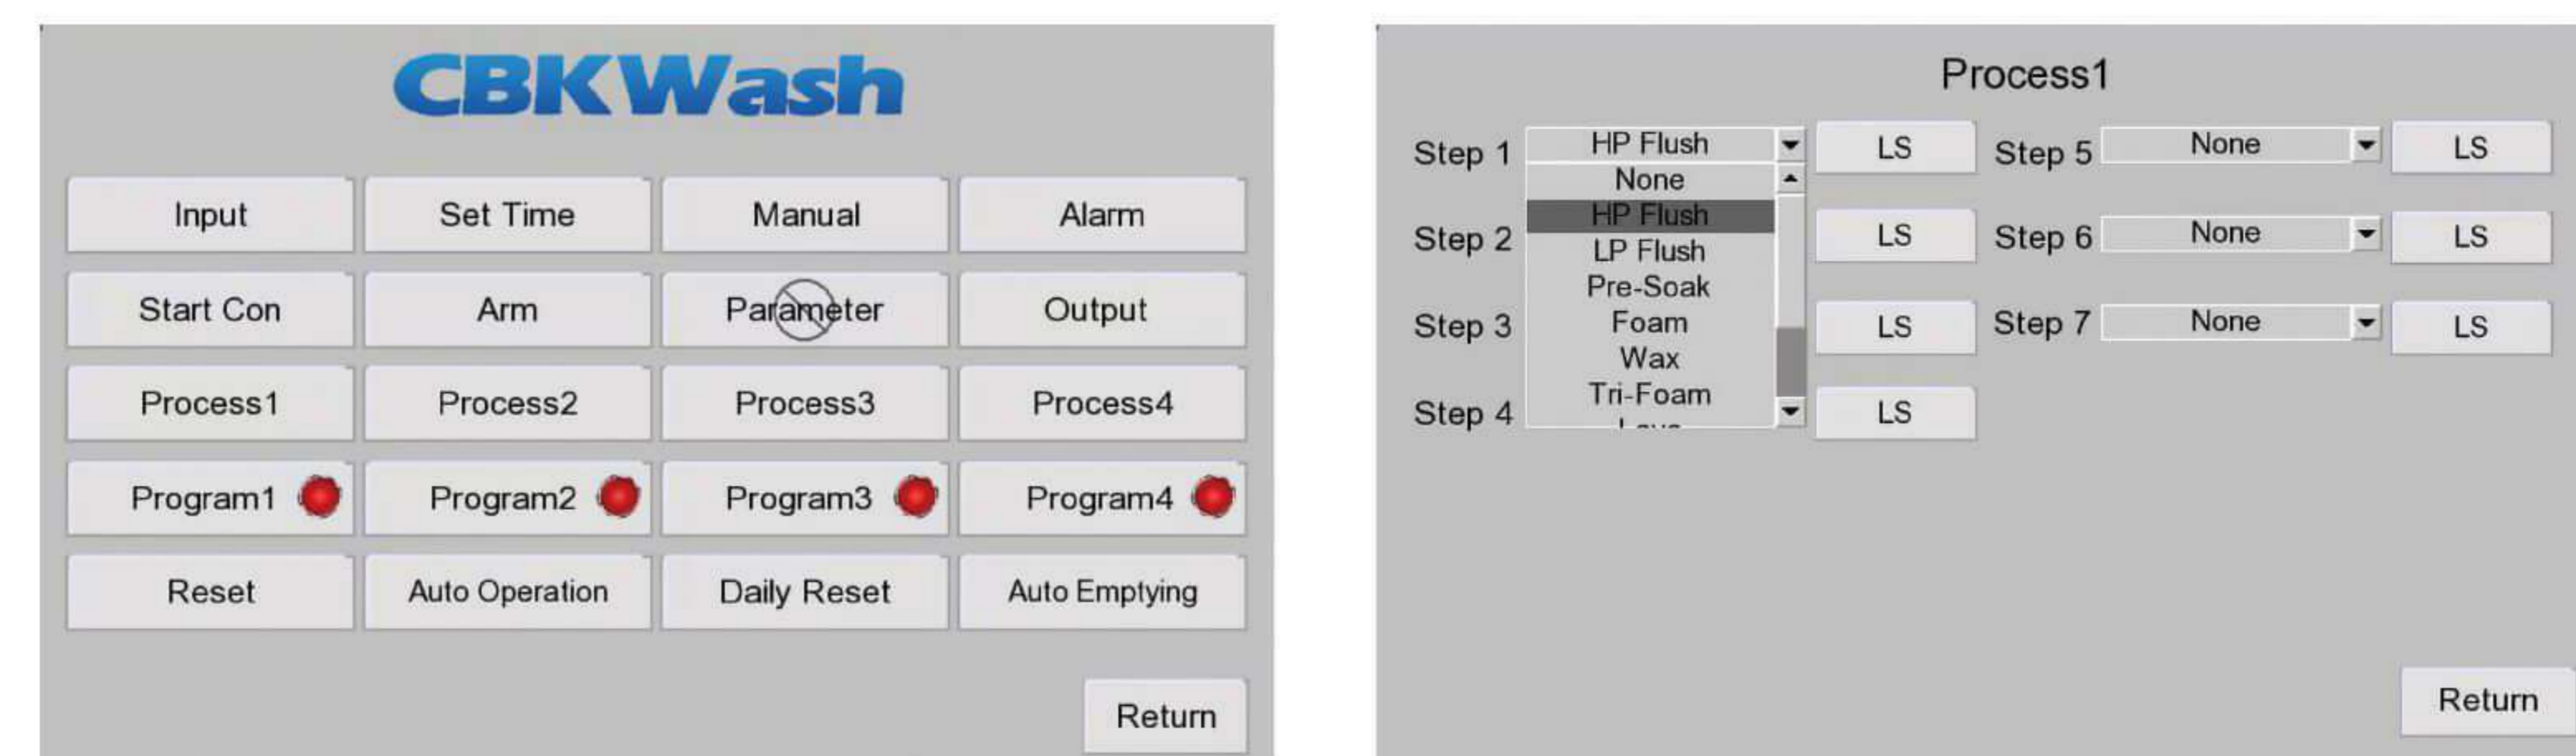 CBKWash
Input Set Time Manual Alarm
Start Con Arm Parameter Output
Process1 Process2 Process3 Process4
Program1 Program2 Program3 Program4
Reset Auto Operation Daily Reset Auto Emptying
Return
Process1
Step 1 HP Flush LS Step 5 None LS
None
HP Flush
Step 2 LS Step 6 None LS
LP Flush
Pre-Soak
Step 3 Foam LS Step 7 None LS
Wax
Tri-Foam
Step 4 LS
Return